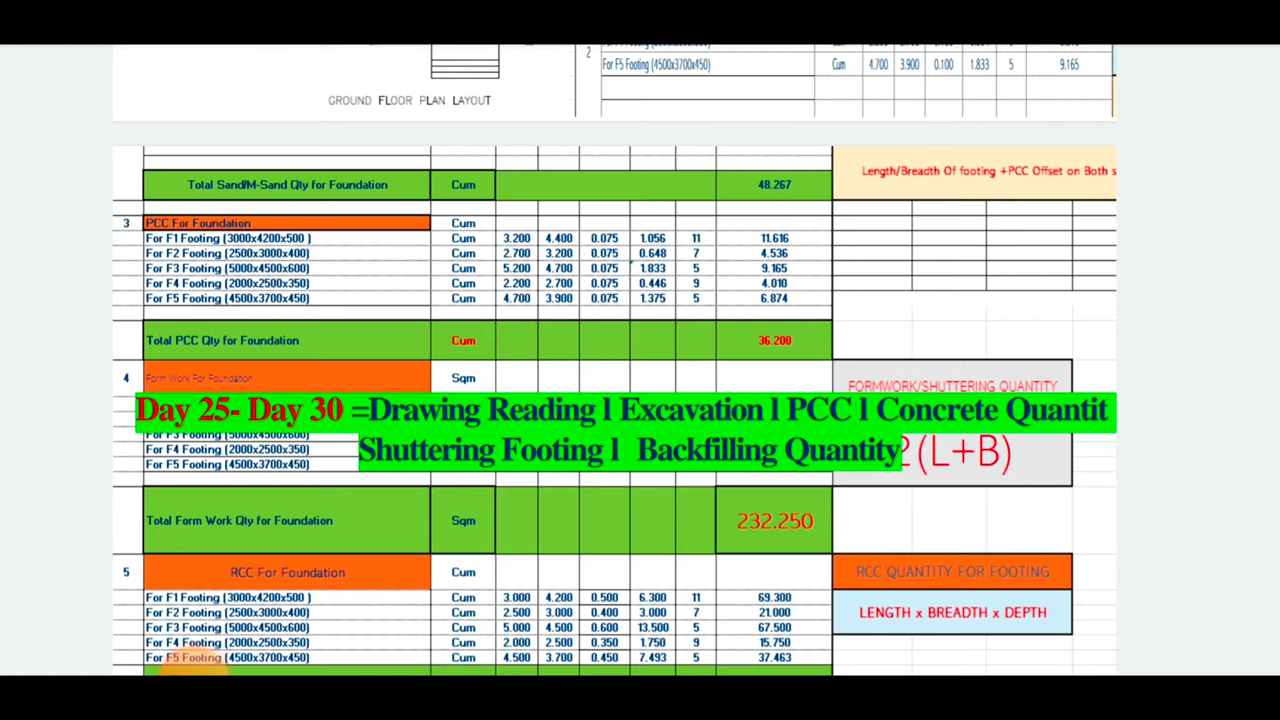 GROUND FLOOR PLAN LAYOUT
2
For F5 Footing (4500x3700x450) Cum 4.700 3.900 0.100 1.833 5 9.165
Total Sand/M-Sand Qty for Foundation Cum 48.267
Length/Breadth Of footing +PCC Offset on Both s
3 PCC For Foundation Cum
For F1 Footing (3000x4200x500 ) Cum 3.200 4.400 0.075 1.056 11 11.616
For F2 Footing (2500x3000x400) Cum 2.700 3.200 0.075 0.648 7 4.536
For F3 Footing (5000x4500x600) Cum 5.200 4.700 0.075 1.833 5 9.165
For F4 Footing (2000x2500x350) Cum 2.200 2.700 0.075 0.446 9 4.010
For F5 Footing (4500x3700x450) Cum 4.700 3.900 0.075 1.375 5 6.874
Total PCC Qty for Foundation Cum 36.200
4 Form Work For Foundation Sqm
FORMWORK/SHUTTERING QUANTITY
Day 25- Day 30 =Drawing Reading l Excavation l PCC l Concrete Quantit
Shuttering Footing l Backfilling Quantity
2(L+B)
For F3 Footing (5000x4500x600)
For F4 Footing (2000x2500x350)
For F5 Footing (4500x3700x450)
Total Form Work Qty for Foundation Sqm 232.250
5 RCC For Foundation Cum
RCC QUANTITY FOR FOOTING
For F1 Footing (3000x4200x500 ) Cum 3.000 4.200 0.500 6.300 11 69.300
LENGTH x BREADTH x DEPTH
For F2 Footing (2500x3000x400) Cum 2.500 3.000 0.400 3.000 7 21.000
For F3 Footing (5000x4500x600) Cum 5.000 4.500 0.600 13.500 5 67.500
For F4 Footing (2000x2500x350) Cum 2.000 2.500 0.350 1.750 9 15.750
For F5 Footing (4500x3700x450) Cum 4.500 3.700 0.450 7.493 5 37.463